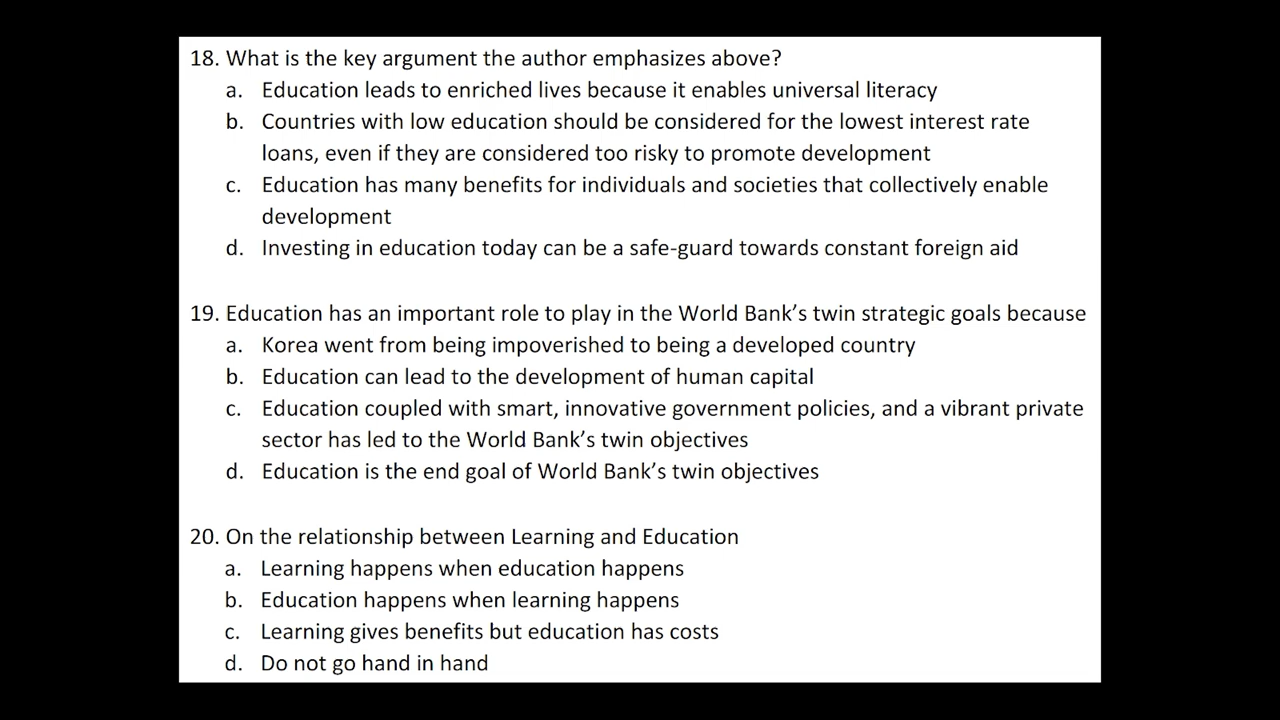 18. What is the key argument the author emphasizes above?
a. Education leads to enriched lives because it enables universal literacy
b. Countries with low education should be considered for the lowest interest rate
loans, even if they are considered too risky to promote development
c. Education has many benefits for individuals and societies that collectively enable
development
d. Investing in education today can be a safe-guard towards constant foreign aid
19. Education has an important role to play in the World Bank’s twin strategic goals because
a. Korea went from being impoverished to being a developed country
b. Education can lead to the development of human capital
c. Education coupled with smart, innovative government policies, and a vibrant private
sector has led to the World Bank’s twin objectives
d. Education is the end goal of World Bank’s twin objectives
20. On the relationship between Learning and Education
a. Learning happens when education happens
b. Education happens when learning happens
c. Learning gives benefits but education has costs
d. Do not go hand in hand